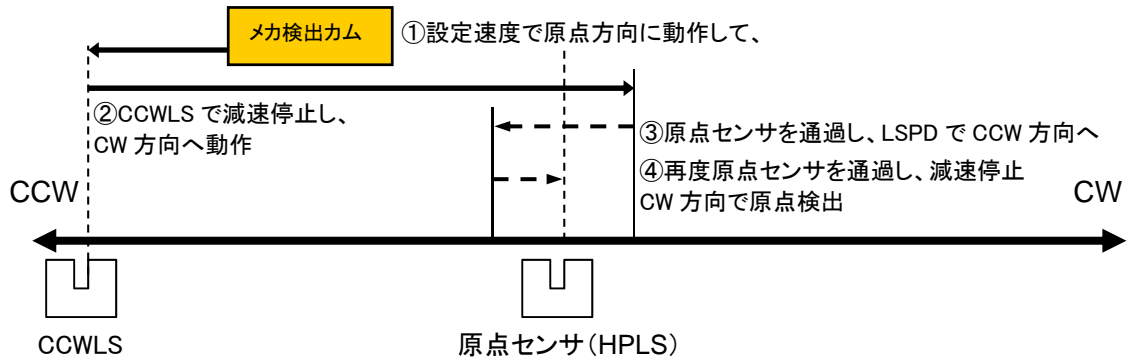 メカ検出カム
①設定速度で原点方向に動作して、
②CCWLS で減速停止し、
CW 方向へ動作
③原点センサを通過し、LSPD で CCW 方向へ
④再度原点センサを通過し、減速停止
CW 方向で原点検出
CCW
CW
CCWLS
原点センサ(HPLS)